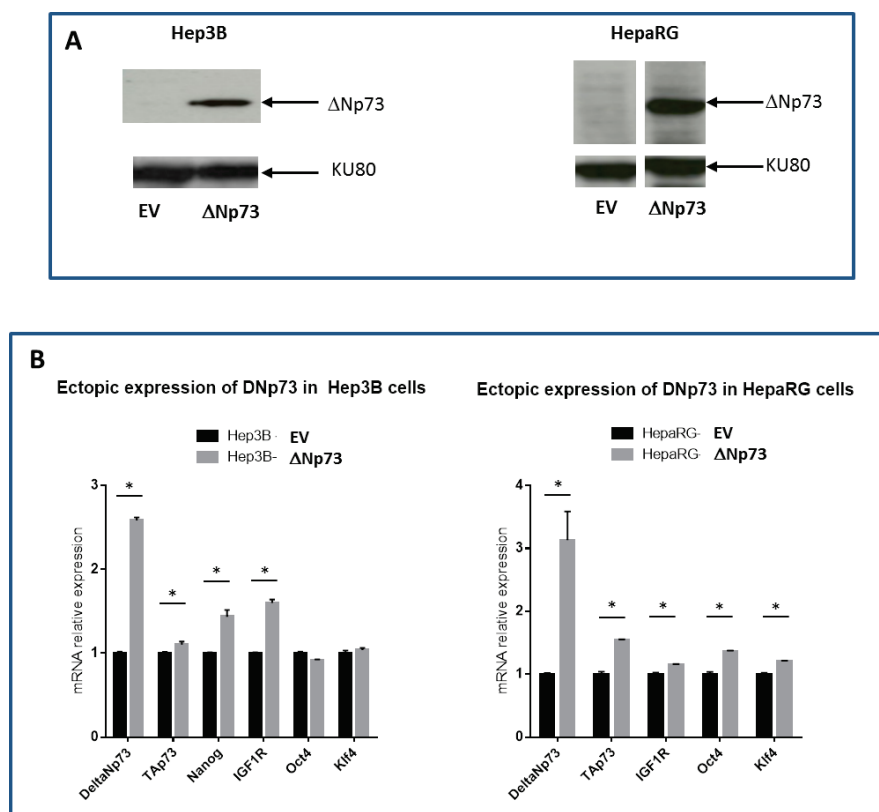 A
Hep3B
HepaRG
ΔNp73
ΔNp73
KU80
KU80
EV ΔNp73
EV ΔNp73
B
Ectopic expression of DNp73 in Hep3B cells
Hep3B - EV
Hep3B- ΔNp73
mRNA relative expression
3
2
1
0
*
*
*
*
DeltaNp73
TAp73
Nanog
IGF1R
Oct4
Klf4
Ectopic expression of DNp73 in HepaRG cells
HepaRG- EV
HepaRG- ΔNp73
mRNA relative expression
4
3
2
1
0
*
*
*
*
*
DeltaNp73
TAp73
IGF1R
Oct4
Klf4